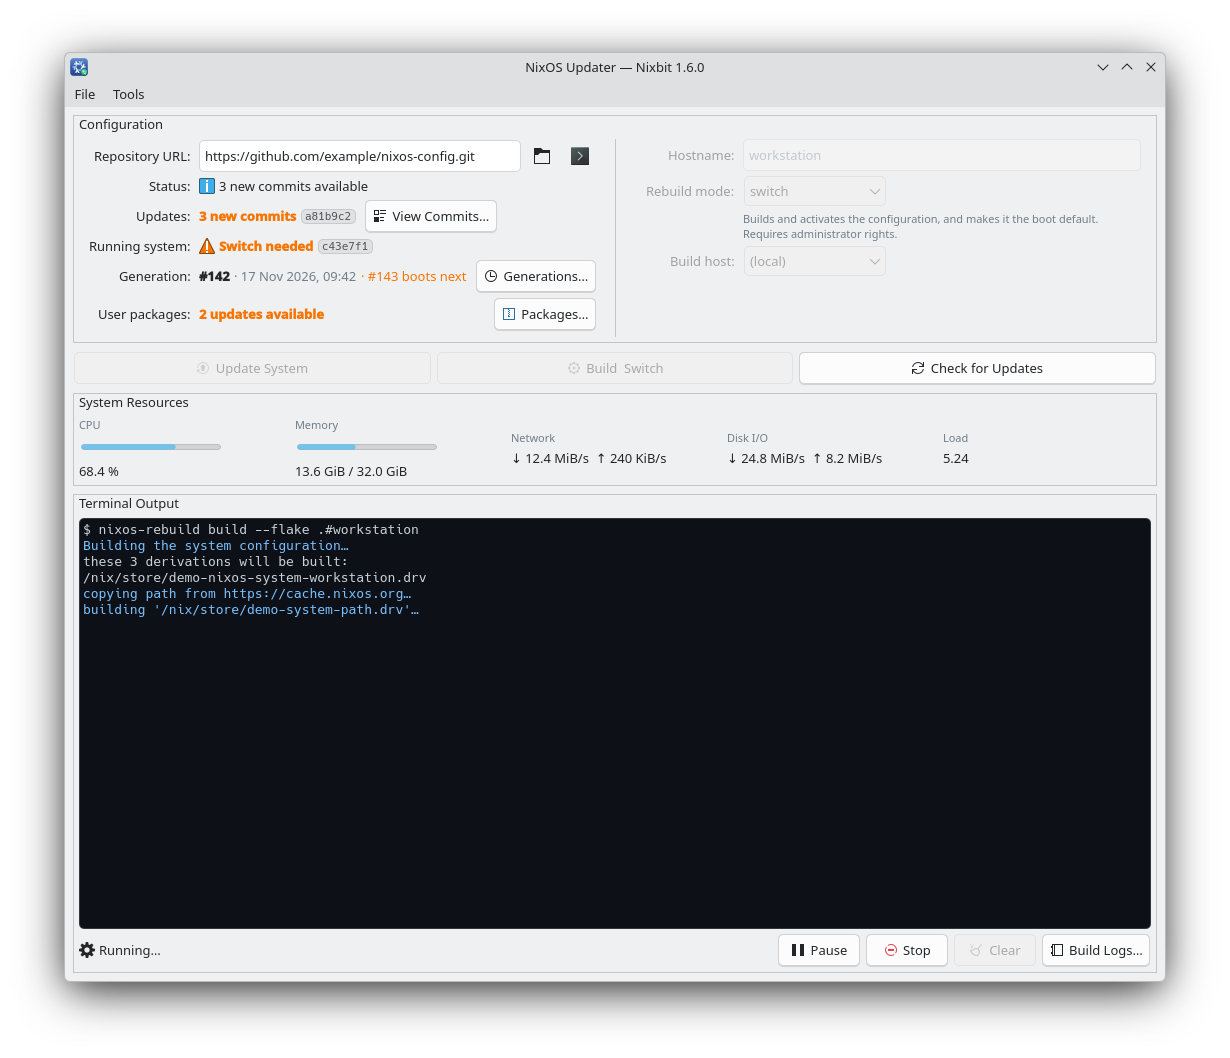 NixOS Updater — Nixbit 1.6.0
File Tools
Configuration
Repository URL: https://github.com/example/nixos-config.git
Status: 3 new commits available
Updates: 3 new commits a81b9c2 View Commits...
Running system: Switch needed c43e7f1
Generation: #142 · 17 Nov 2026, 09:42 · #143 boots next Generations...
User packages: 2 updates available Packages...
Hostname: workstation
Rebuild mode: switch
Builds and activates the configuration, and makes it the boot default.
Requires administrator rights.
Build host: (local)
Update System Build Switch Check for Updates
System Resources
CPU
68.4 %
Memory
13.6 GiB / 32.0 GiB
Network
↓ 12.4 MiB/s ↑ 240 KiB/s
Disk I/O
↓ 24.8 MiB/s ↑ 8.2 MiB/s
Load
5.24
Terminal Output
$ nixos-rebuild build --flake .#workstation
Building the system configuration…
these 3 derivations will be built:
/nix/store/demo-nixos-system-workstation.drv
copying path from https://cache.nixos.org…
building '/nix/store/demo-system-path.drv'…
Running... Pause Stop Clear Build Logs...